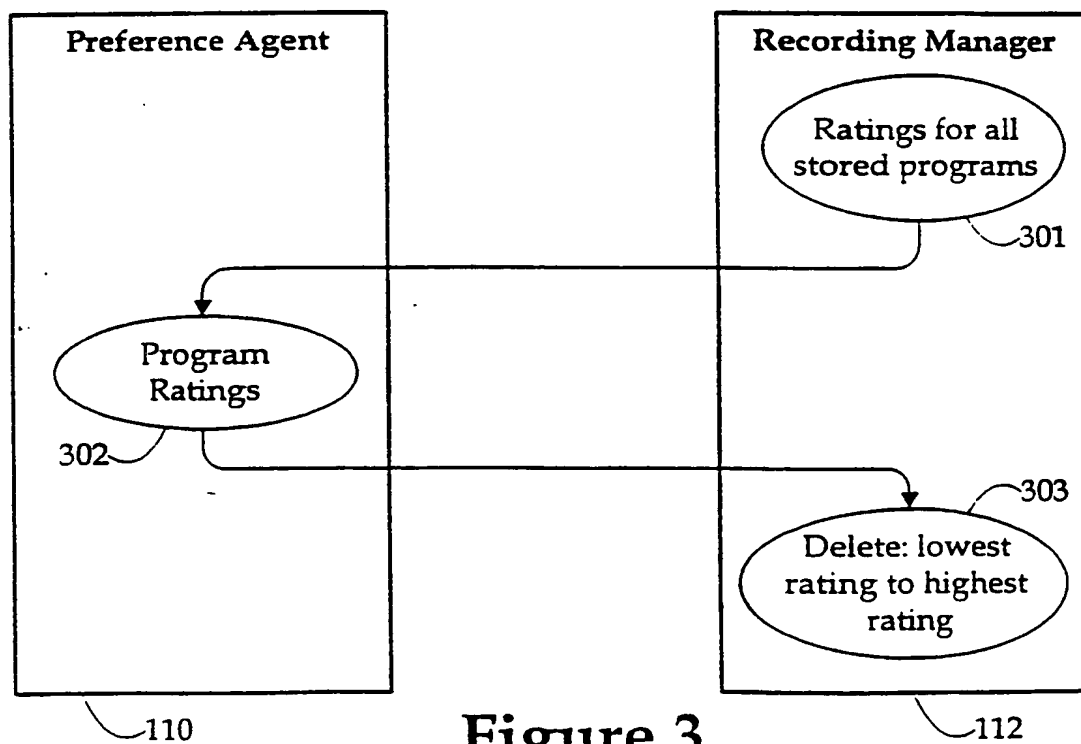 Preference Agent
Recording Manager
Ratings for all
stored programs
301
Program
Ratings
302
303
Delete: lowest
rating to highest
rating
110
112
Figure 3